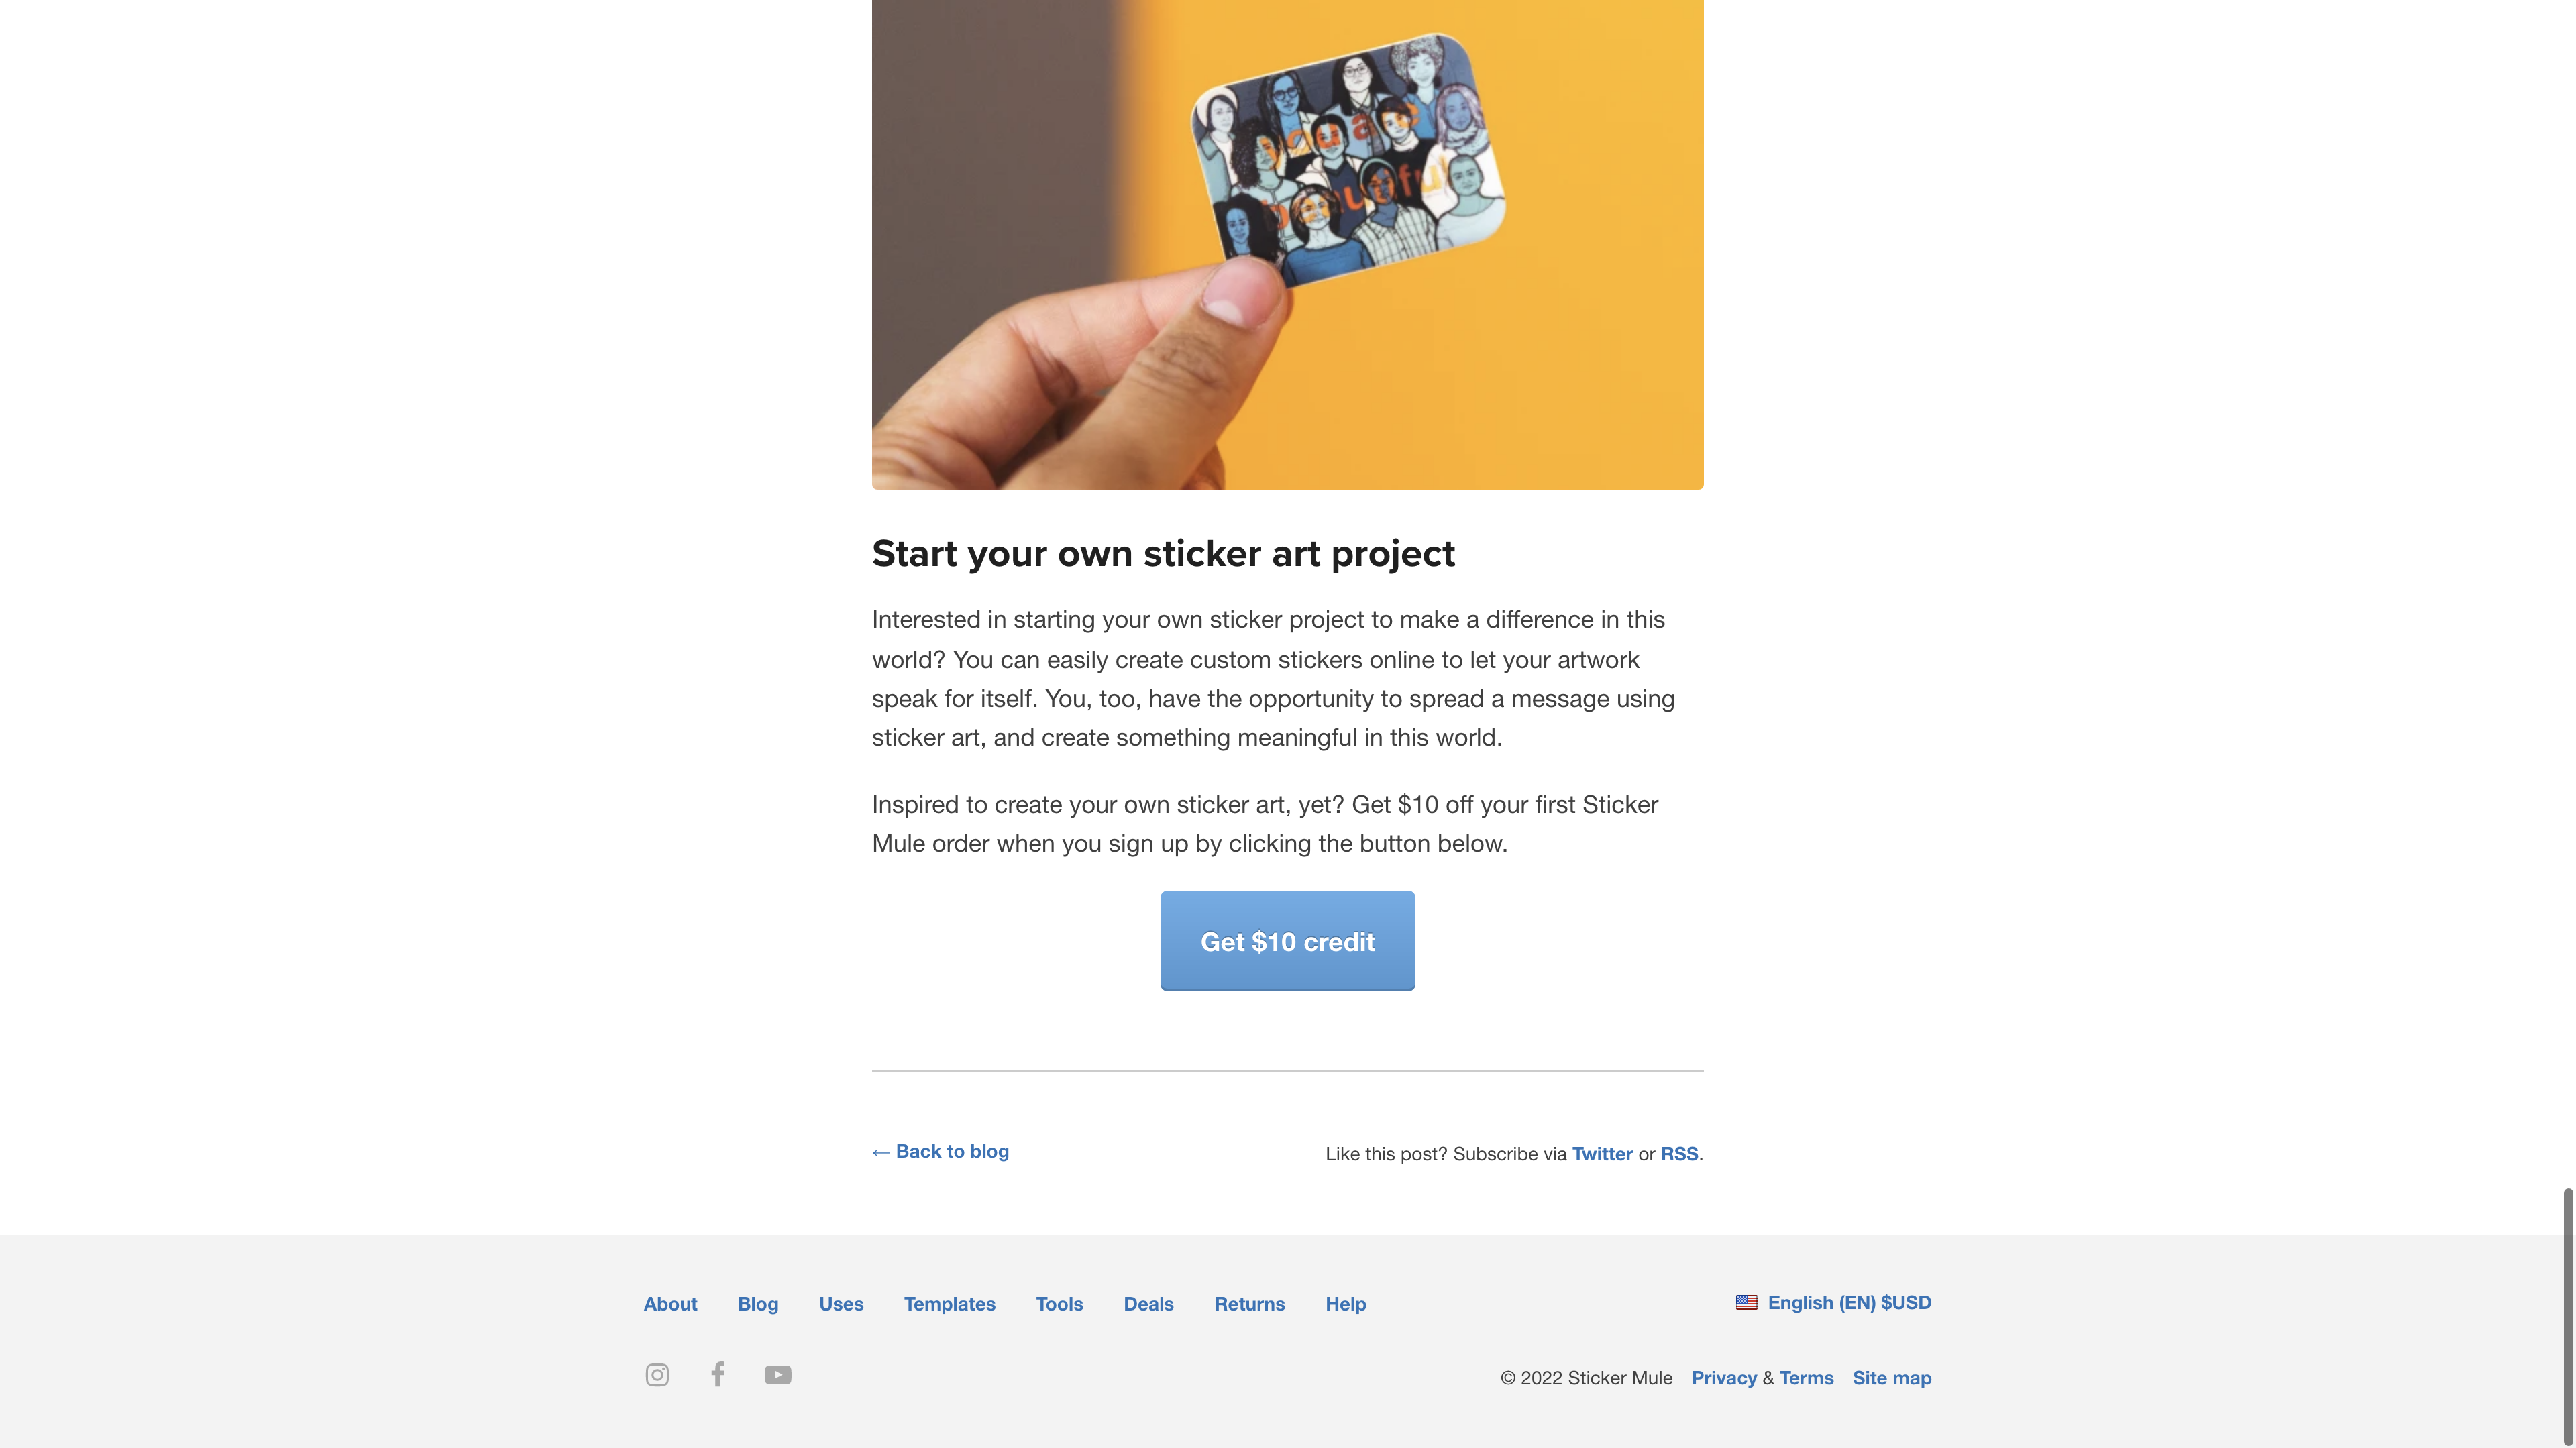 Start your own sticker art project
Interested in starting your own sticker project to make a difference in this
world? You can easily create custom stickers online to let your artwork
speak for itself. You, too, have the opportunity to spread a message using
sticker art, and create something meaningful in this world.
Inspired to create your own sticker art, yet? Get $10 off your first Sticker
Mule order when you sign up by clicking the button below.
Get $10 credit
← Back to blog
Like this post? Subscribe via Twitter or RSS.
About Blog Uses Templates Tools Deals Returns Help
English (EN) $USD
© 2022 Sticker Mule Privacy & Terms Site map